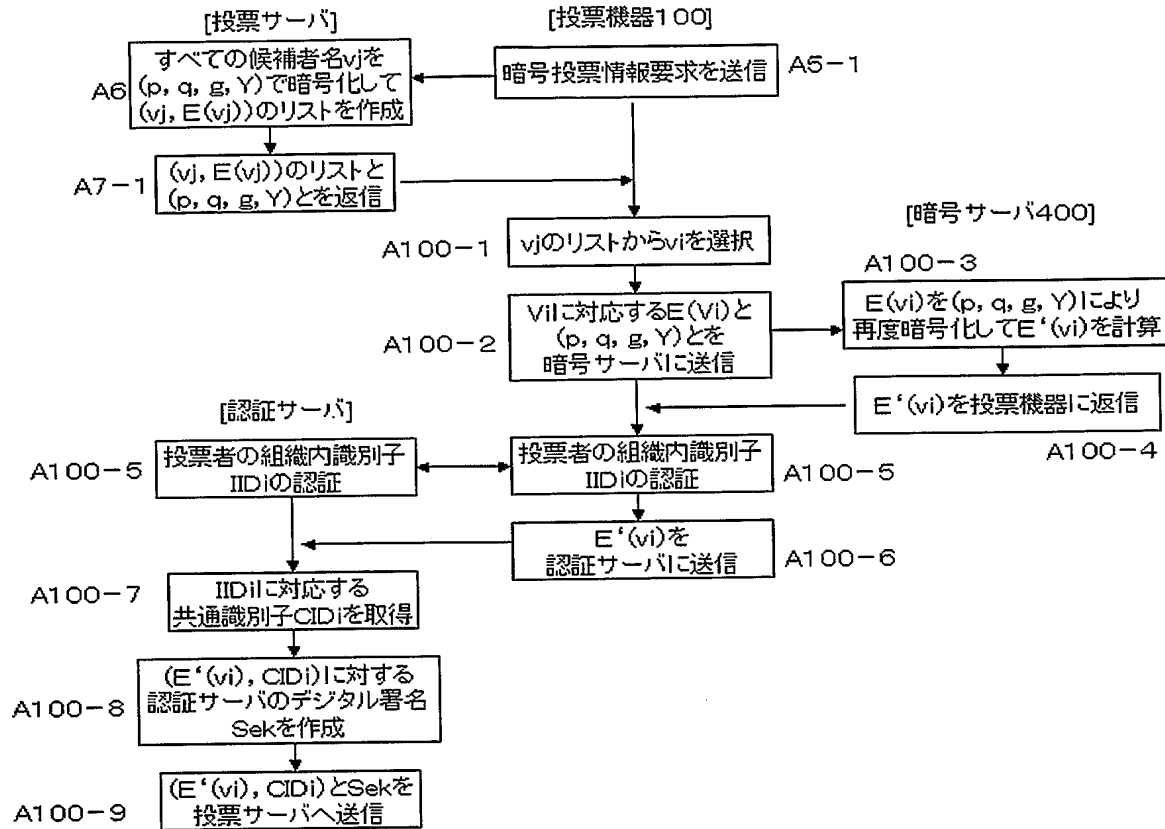 [投票サーバ]
[投票機器100]
すべての候補者名vjを
(p, q, g, Y)で暗号化して
(vj, E(vj))のリストを作成
A6
暗号投票情報要求を送信
A5-1
(vj, E(vj))のリストと
(p, q, g, Y)とを返信
A7-1
[暗号サーバ400]
vjのリストからviを選択
A100-1
A100-3
Viに対応するE(Vi)と
(p, q, g, Y)とを
暗号サーバに送信
A100-2
E(vi)を(p, q, g, Y)により
再度暗号化してE‘(vi)を計算
E‘(vi)を投票機器に返信
A100-4
[認証サーバ]
投票者の組織内識別子
IIDiの認証
A100-5
投票者の組織内識別子
IIDiの認証
A100-5
E‘(vi)を
認証サーバに送信
A100-6
IIDiに対応する
共通識別子CIDiを取得
A100-7
(E‘(vi), CIDi)に対する
認証サーバのデジタル署名
Sekを作成
A100-8
(E‘(vi), CIDi)とSekを
投票サーバへ送信
A100-9